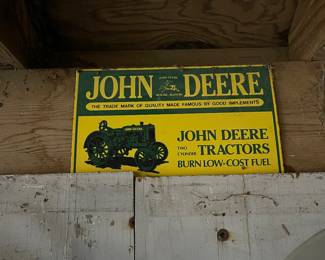 JOHN DEERE
THE TRADE MARK OF QUALITY MADE FAMOUS BY GOOD IMPLEMENTS
JOHN DEERE
TWO CYLINDER TRACTORS
BURN LOW-COST FUEL